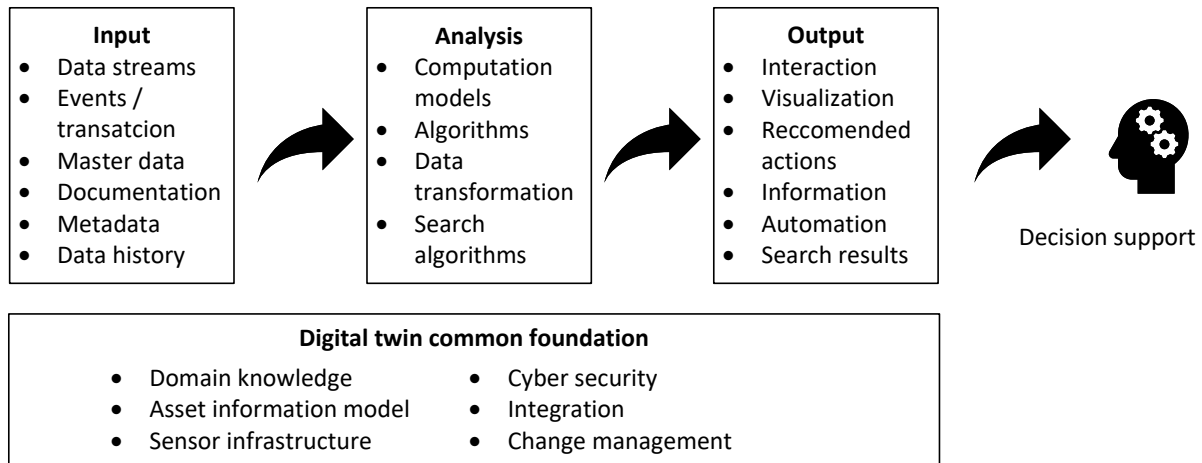 Input
• Data streams
• Events /
transatcion
• Master data
• Documentation
• Metadata
• Data history
Analysis
• Computation
models
• Algorithms
• Data
transformation
• Search
algorithms
Output
• Interaction
• Visualization
• Reccomended
actions
• Information
• Automation
• Search results
Decision support
Digital twin common foundation
• Domain knowledge
• Asset information model
• Sensor infrastructure
• Cyber security
• Integration
• Change management